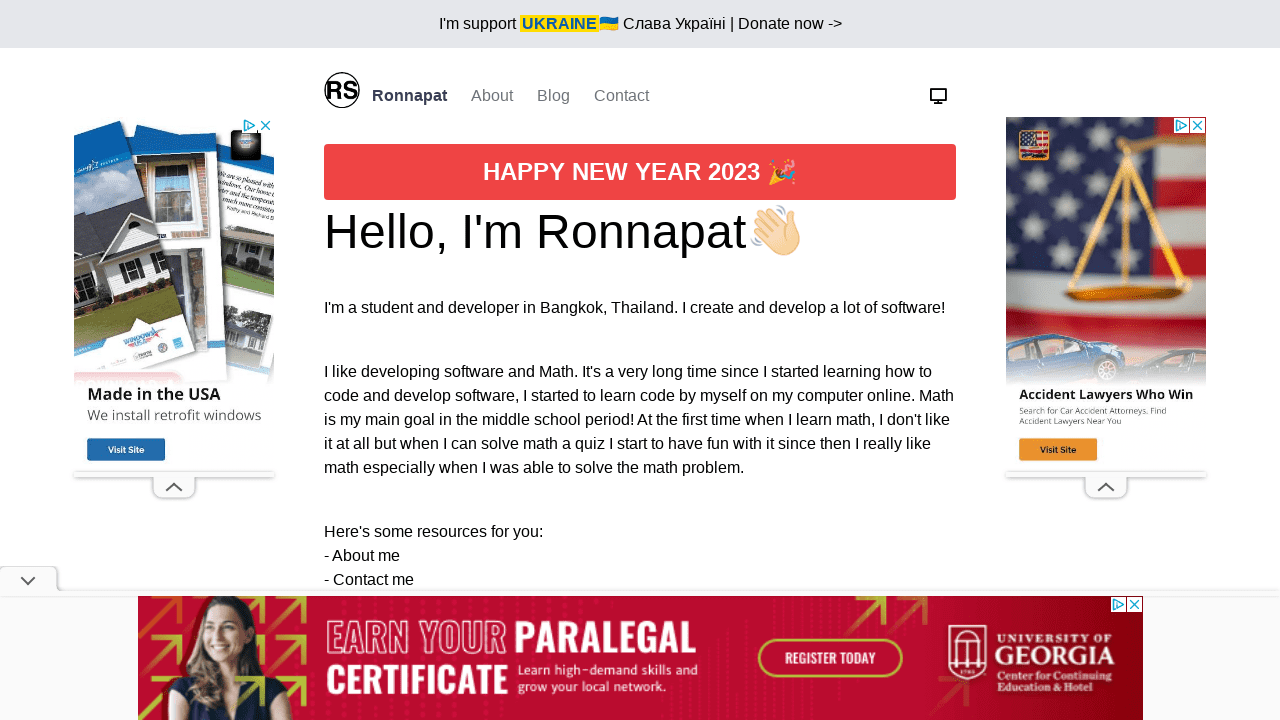 I'm support UKRAINE🇺🇦 Слава Україні | Donate now ->
RS Ronnapat About Blog Contact
HAPPY NEW YEAR 2023 🎉
Hello, I'm Ronnapat👋🏻
I'm a student and developer in Bangkok, Thailand. I create and develop a lot of software!
I like developing software and Math. It's a very long time since I started learning how to
code and develop software, I started to learn code by myself on my computer online. Math
is my main goal in the middle school period! At the first time when I learn math, I don't like
it at all but when I can solve math a quiz I start to have fun with it since then I really like
math especially when I was able to solve the math problem.
Here's some resources for you:
- About me
- Contact me
Made in the USA
We install retrofit windows
Visit Site
Accident Lawyers Who Win
Search for Car Accident Attorneys. Find
Accident Lawyers Near You
Visit Site
EARN YOUR PARALEGAL
CERTIFICATE
Learn high-demand skills and
grow your local network.
REGISTER TODAY
1785
UNIVERSITY OF
GEORGIA
Center for Continuing
Education & Hotel